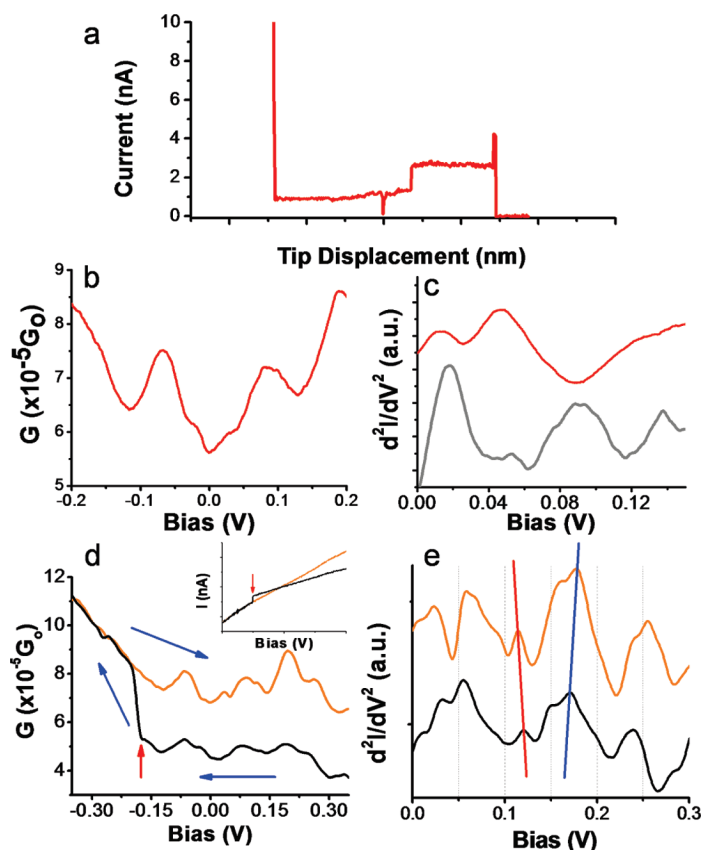 a
10
8
6
4
2
0
Current (nA)
Tip Displacement (nm)
b
9
8
7
6
5
G (x10⁻⁵G₀)
-0.2 -0.1 0.0 0.1 0.2
Bias (V)
c
d²I/dV² (a.u.)
0.00 0.04 0.08 0.12
Bias (V)
d
12
10
8
6
4
G (x10⁻⁵G₀)
I (nA)
Bias (V)
-0.30 -0.15 0.00 0.15 0.30
Bias (V)
e
d²I/dV² (a.u.)
0.0 0.1 0.2 0.3
Bias (V)